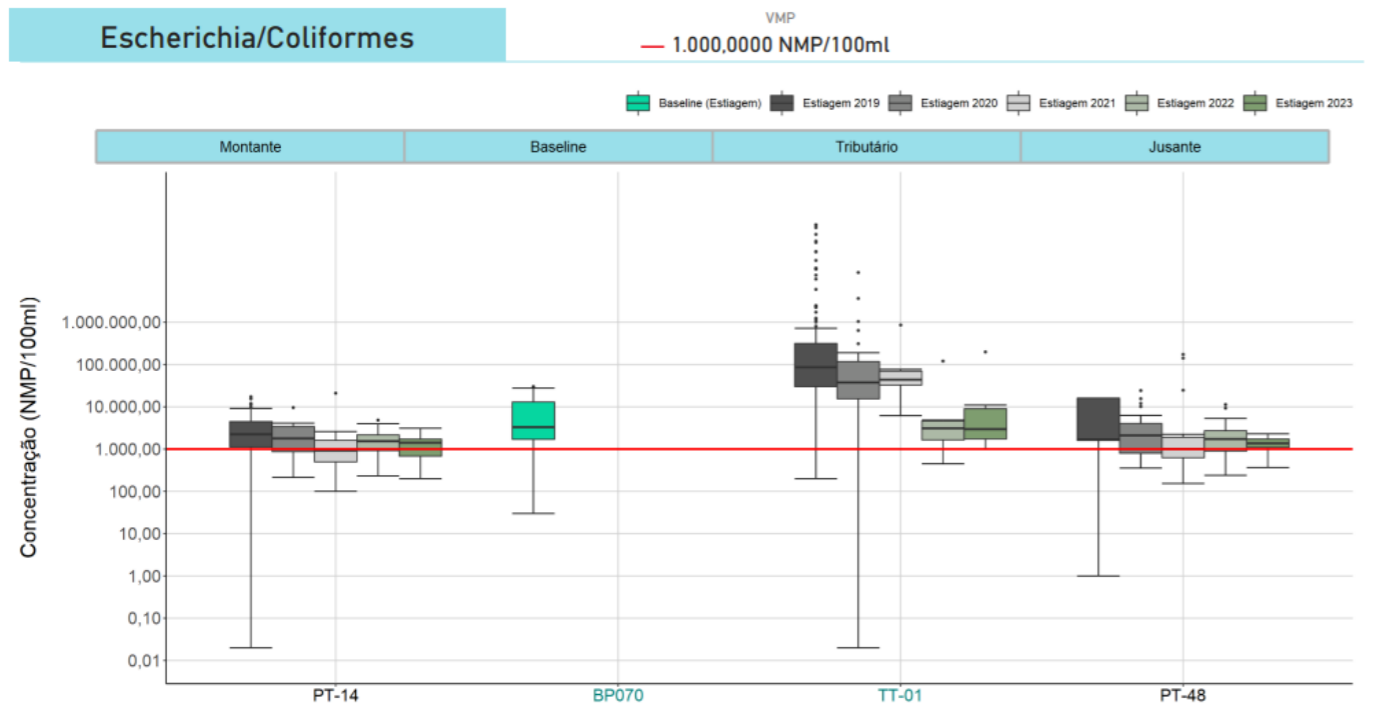 VMP
Escherichia/Coliformes
1.000,0000 NMP/100ml
Baseline (Estiagem) Estiagem 2019 Estiagem 2020 Estiagem 2021 Estiagem 2022 Estiagem 2023
Montante Baseline Tributário Jusante
Concentração (NMP/100ml)
1.000.000,00
100.000,00
10.000,00
1.000,00
100,00
10,00
1,00
0,10
0,01
PT-14 BP070 TT-01 PT-48